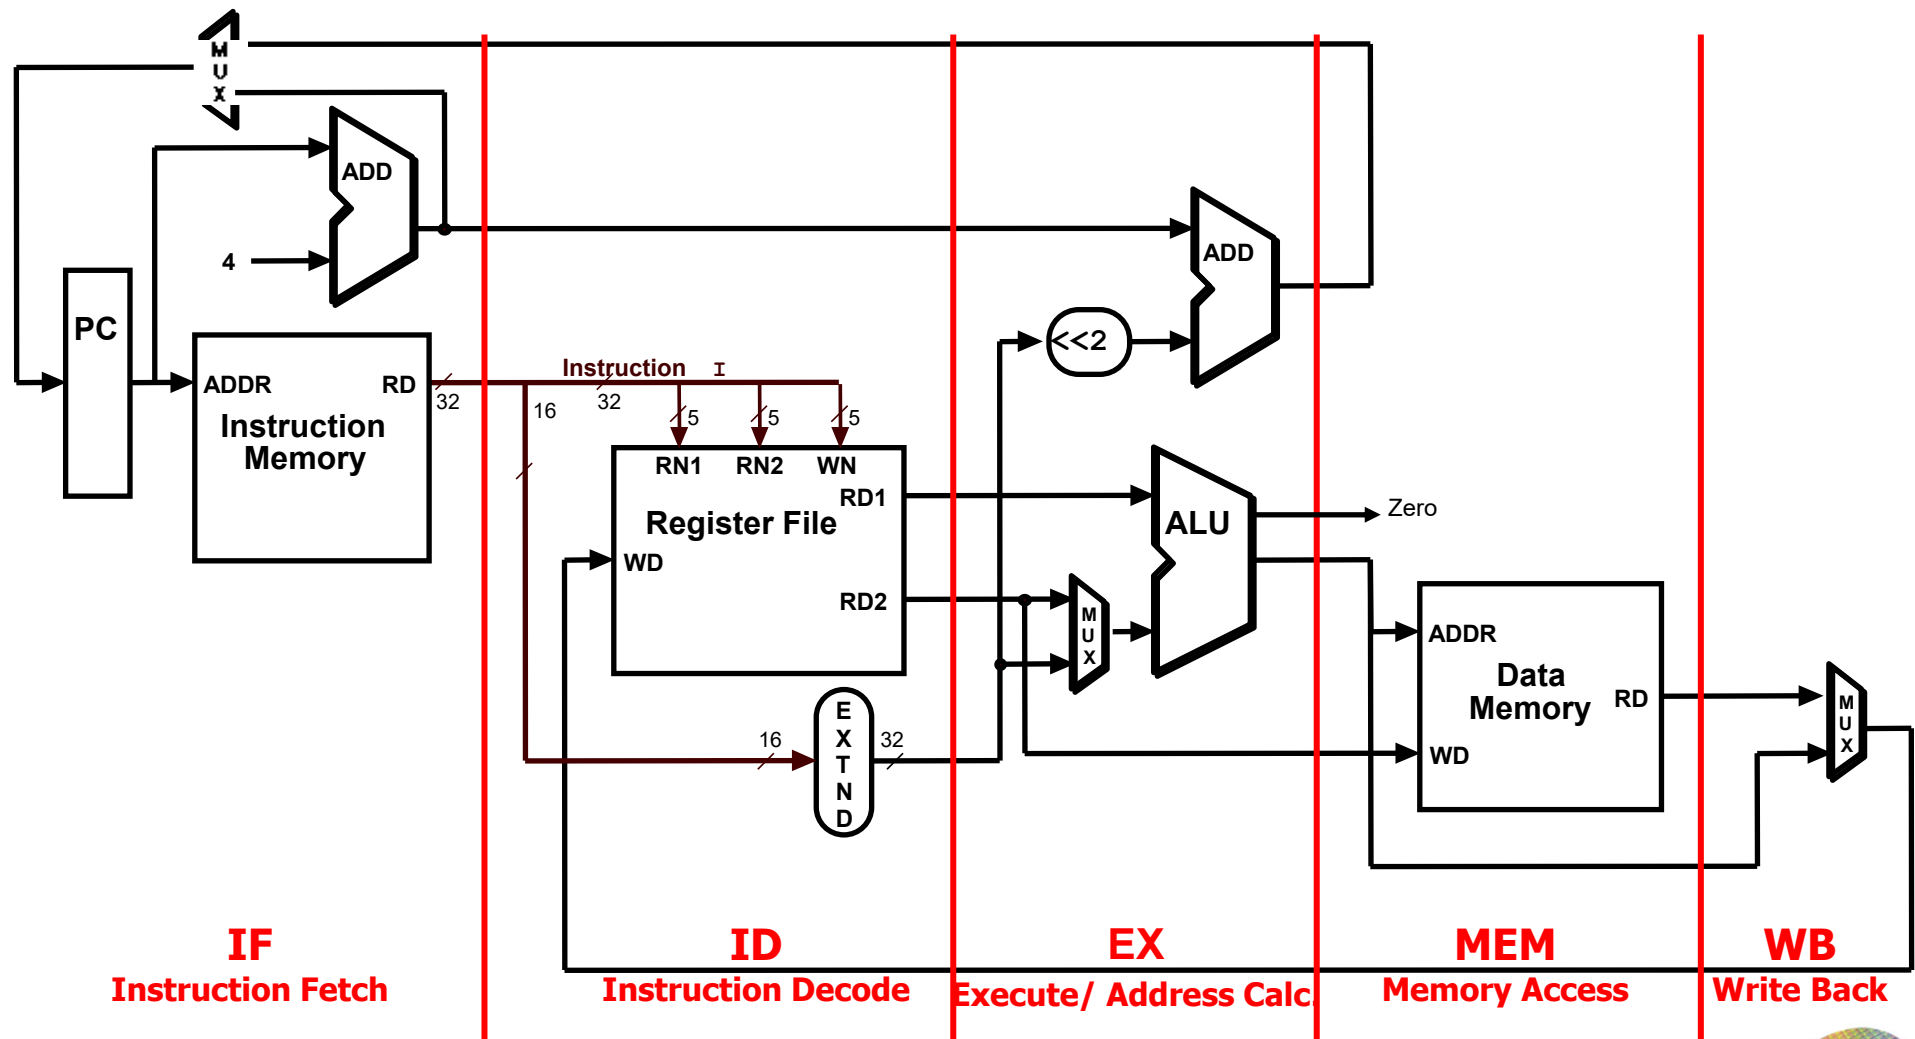 M
U
X
ADD
ADD
4
PC
<<2
Instruction I
ADDR
RD
32
16
32
5
5
5
Instruction
Memory
RN1
RN2
WN
RD1
Register File
ALU
Zero
WD
RD2
M
U
X
ADDR
Data
Memory
RD
WD
M
U
X
E
X
T
N
D
16
32
IF
ID
EX
MEM
WB
Instruction Fetch
Instruction Decode
Execute/ Address Calc.
Memory Access
Write Back